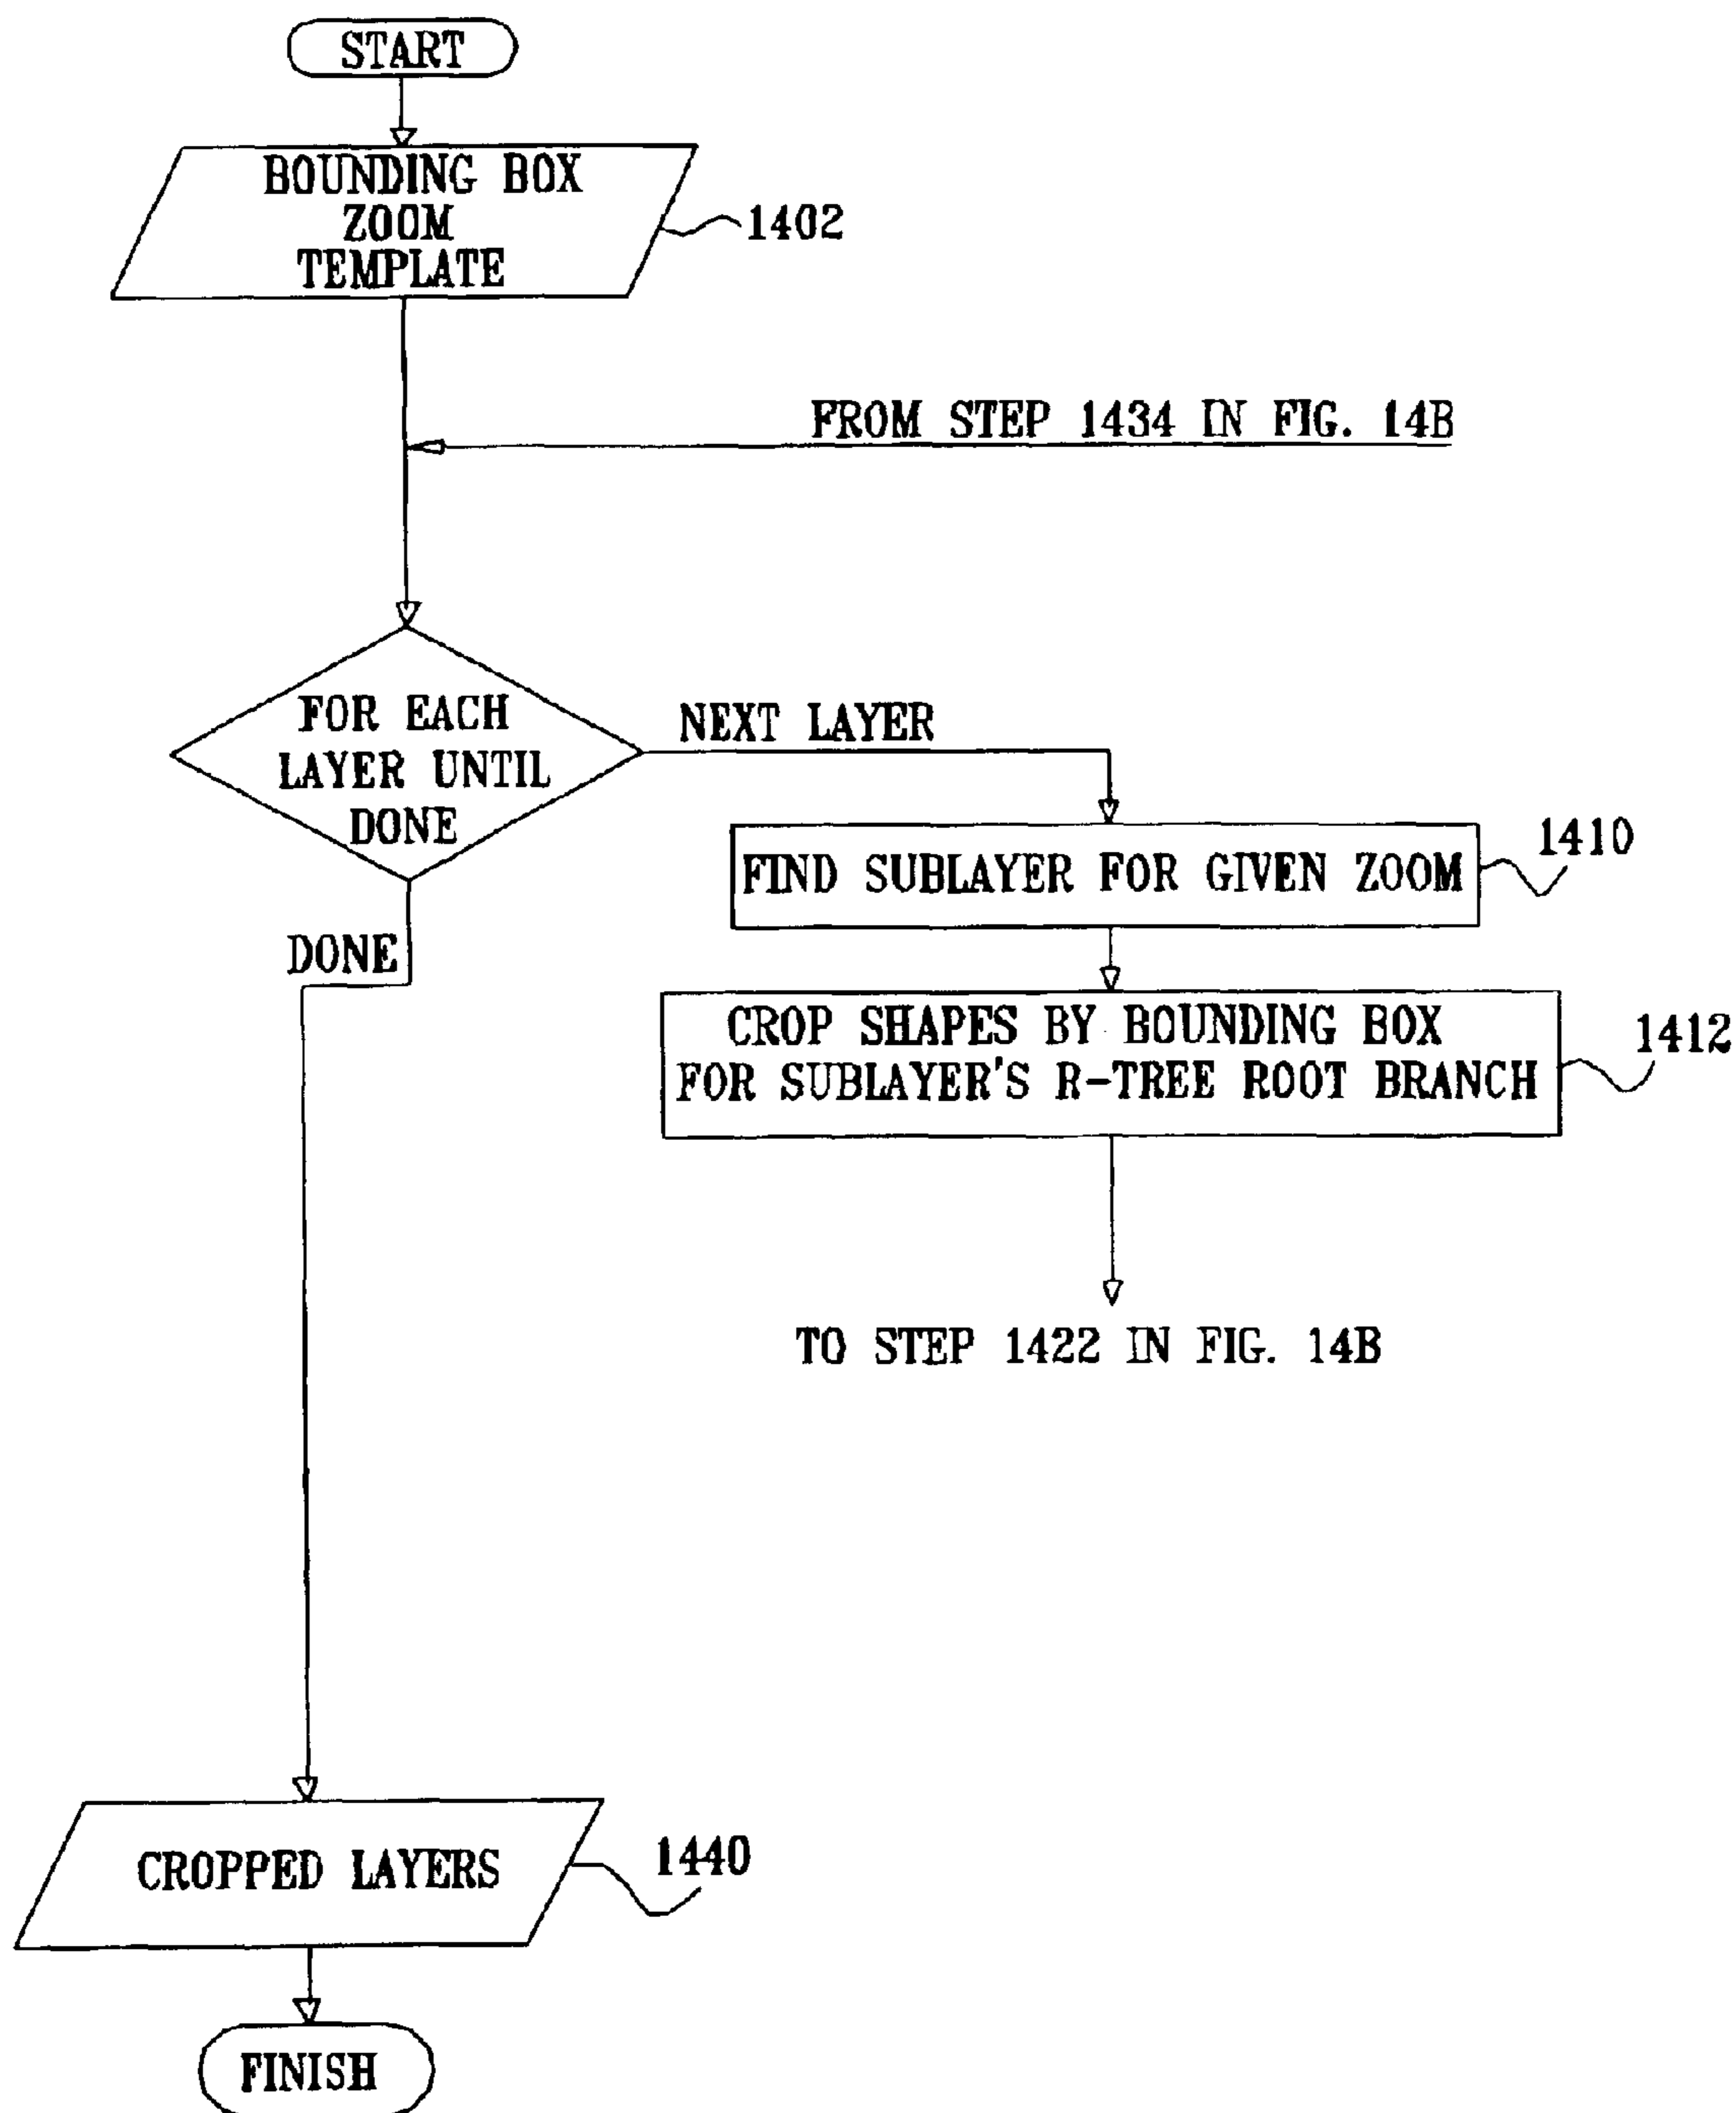 START
BOUNDING BOX
ZOOM
TEMPLATE
1402
FROM STEP 1434 IN FIG. 14B
FOR EACH
LAYER UNTIL
DONE
NEXT LAYER
1410
FIND SUBLAYER FOR GIVEN ZOOM
DONE
CROP SHAPES BY BOUNDING BOX
FOR SUBLAYER'S R-TREE ROOT BRANCH
1412
TO STEP 1422 IN FIG. 14B
CROPPED LAYERS
1440
FINISH